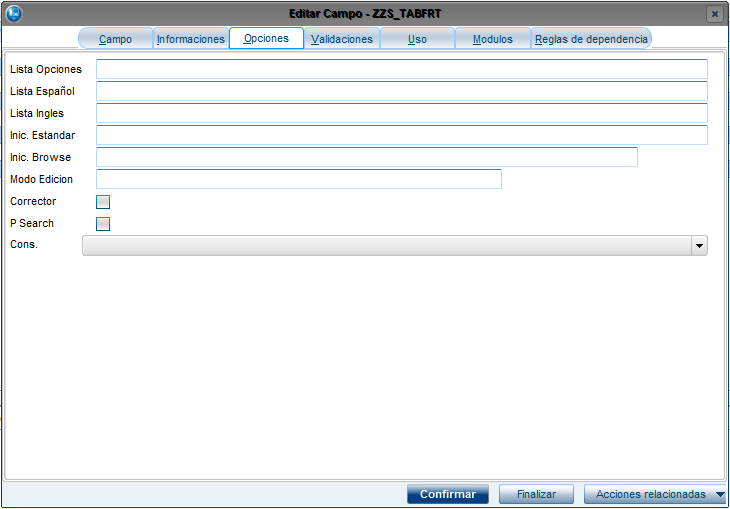 Editar Campo - ZZS_TABFRT
Campo Informaciones Opciones Validaciones Uso Modulos Reglas de dependencia
Lista Opciones
Lista Español
Lista Ingles
Inic. Estandar
Inic. Browse
Modo Edicion
Corrector
P Search
Cons.
Confirmar Finalizar Acciones relacionadas